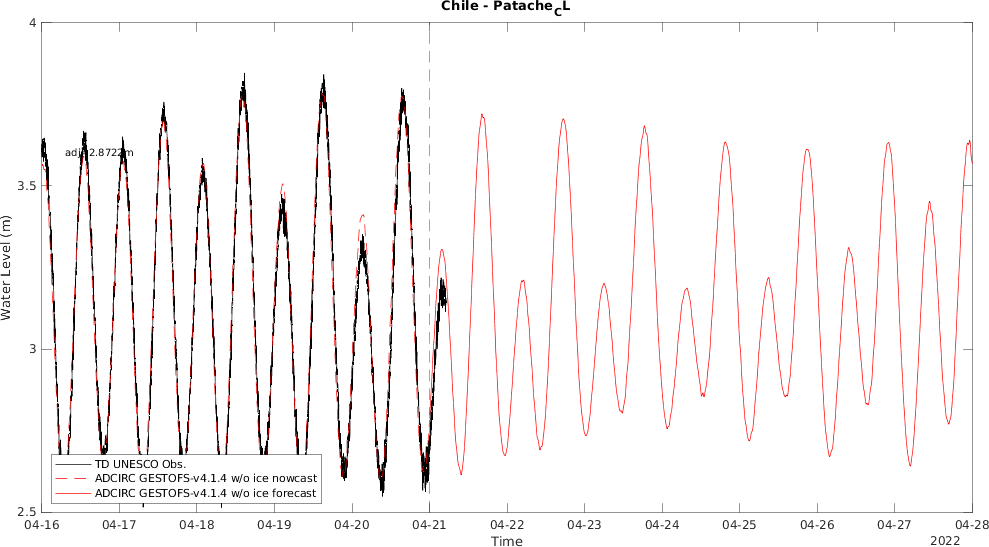 Chile - Patache_CL
4
3.5
3
2.5
Water Level (m)
adj=2.8722m
TD UNESCO Obs.
ADCIRC GESTOFS-v4.1.4 w/o ice nowcast
ADCIRC GESTOFS-v4.1.4 w/o ice forecast
04-16 04-17 04-18 04-19 04-20 04-21 04-22 04-23 04-24 04-25 04-26 04-27 04-28
Time
2022